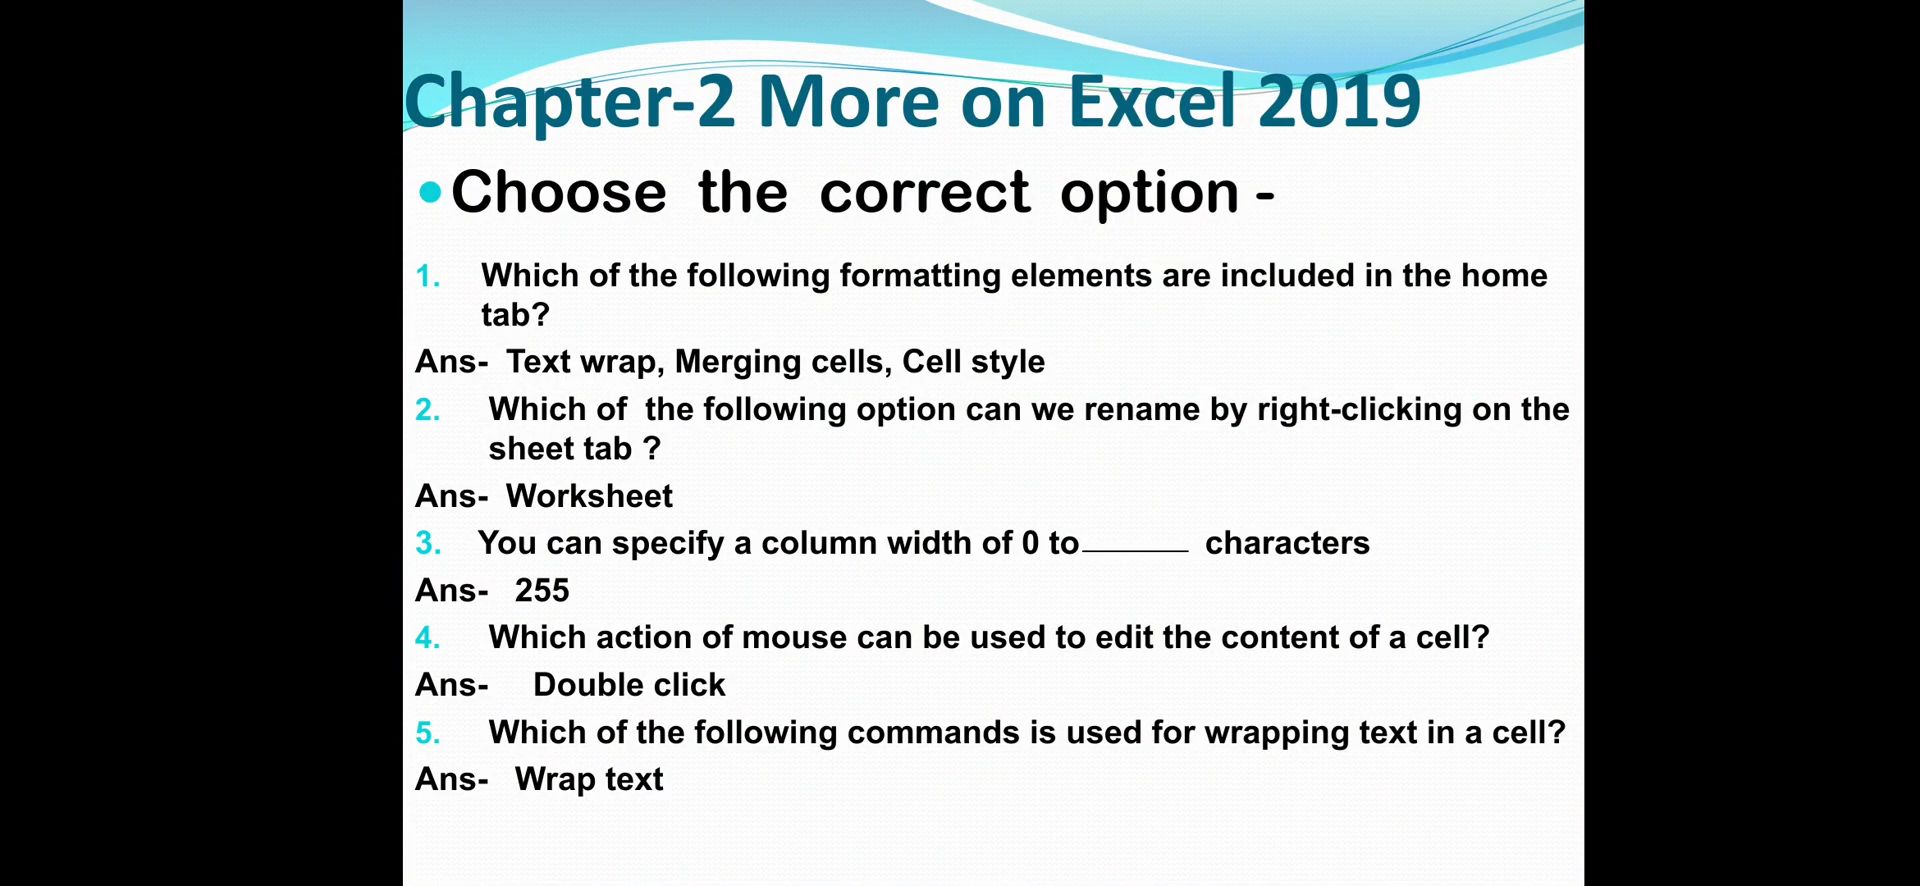 Chapter-2 More on Excel 2019
•Choose the correct option -
1. Which of the following formatting elements are included in the home
tab?
Ans- Text wrap, Merging cells, Cell style
2. Which of the following option can we rename by right-clicking on the
sheet tab ?
Ans- Worksheet
3. You can specify a column width of 0 to______ characters
Ans- 255
4. Which action of mouse can be used to edit the content of a cell?
Ans- Double click
5. Which of the following commands is used for wrapping text in a cell?
Ans- Wrap text